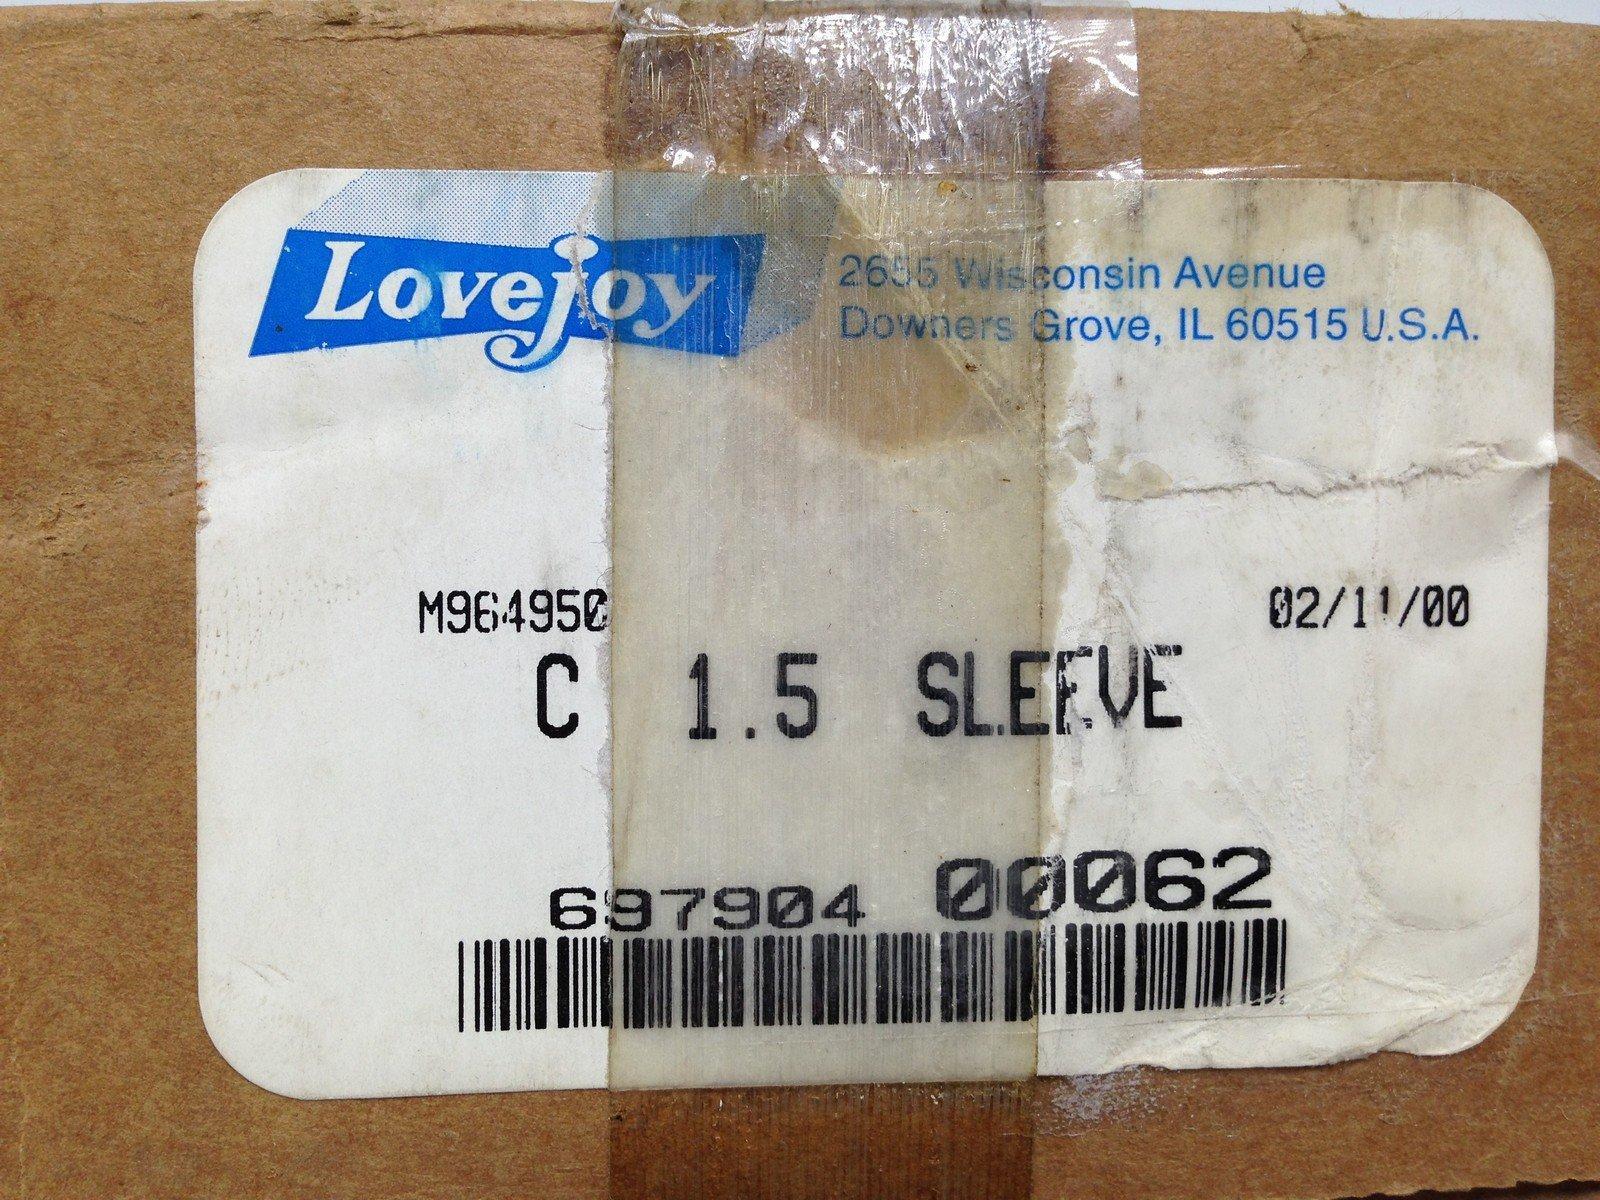 Lovejoy
2655 Wisconsin Avenue
Downers Grove, IL 60515 U.S.A.
M964950 02/11/00
C 1.5 SLEEVE
697904 00062